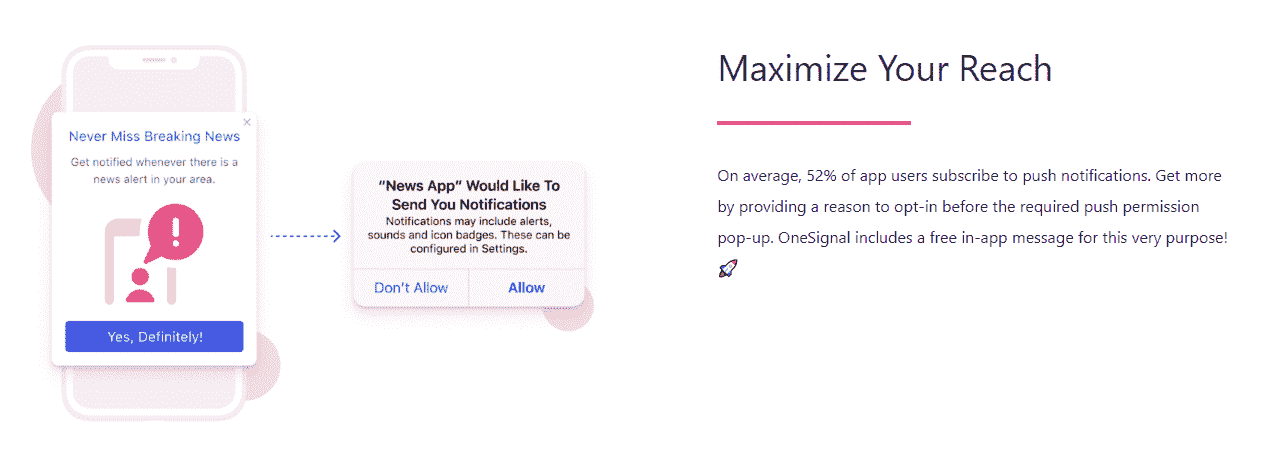 Never Miss Breaking News
Get notified whenever there is a
news alert in your area.
Yes, Definitely!
“News App” Would Like To
Send You Notifications
Notifications may include alerts,
sounds and icon badges. These can be
configured in Settings.
Don’t Allow
Allow
Maximize Your Reach
On average, 52% of app users subscribe to push notifications. Get more
by providing a reason to opt-in before the required push permission
pop-up. OneSignal includes a free in-app message for this very purpose!
🚀